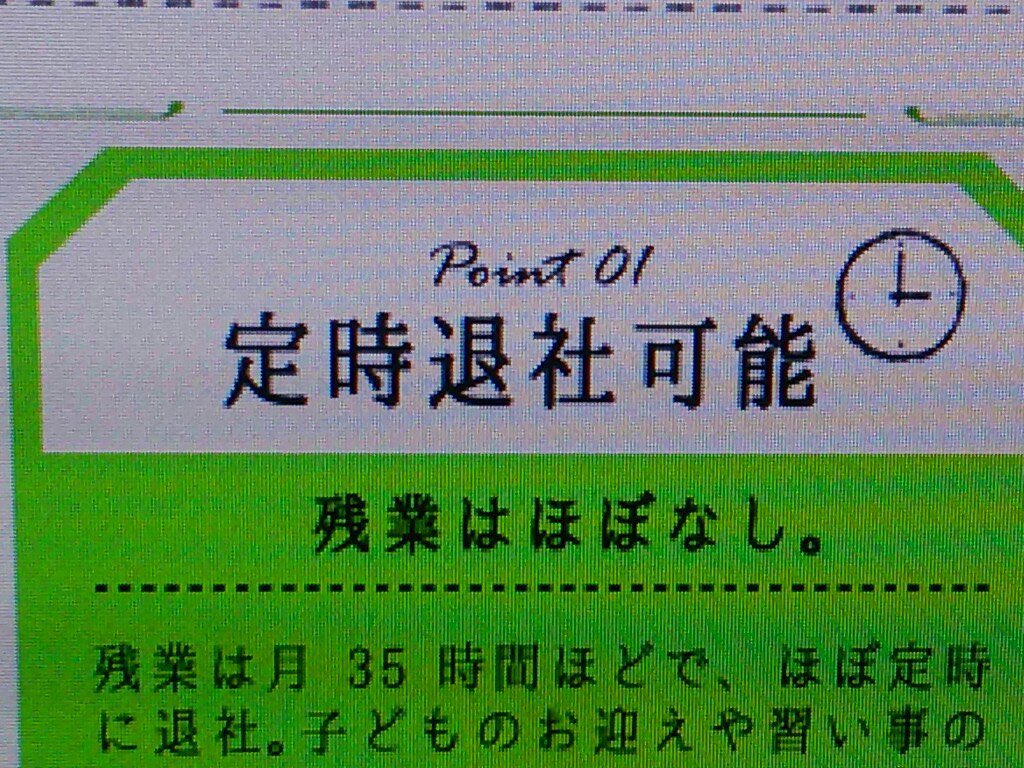 Point 01
定時退社可能
残業はほぼなし。
残業は月 35 時間ほどで、ほぼ定時
に退社。子どものお迎えや習い事の